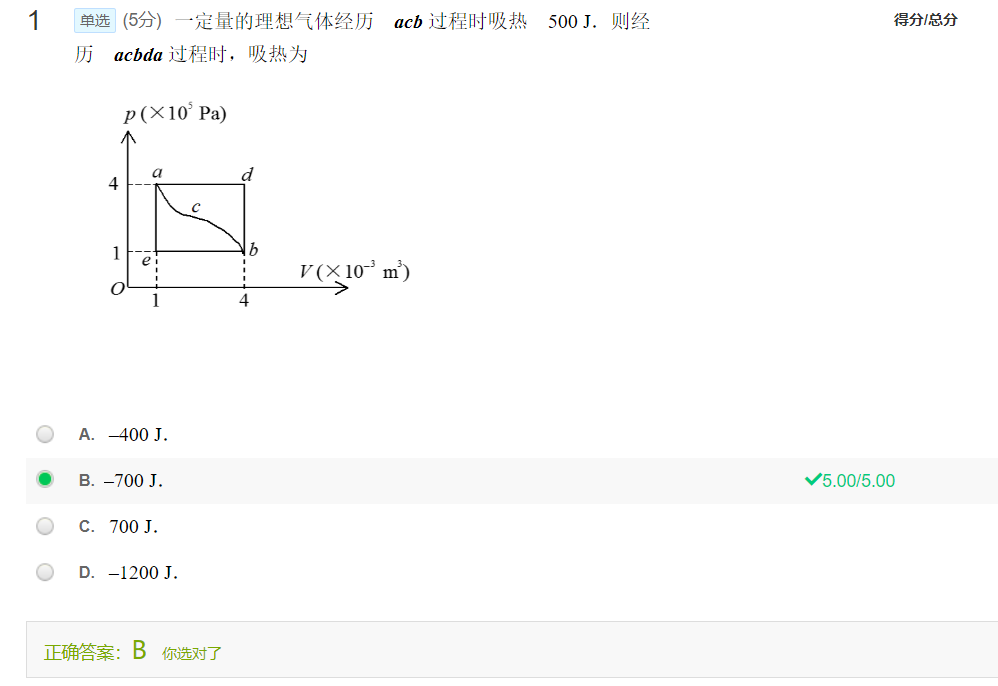 1 单选 (5分) 一定量的理想气体经历 acb 过程时吸热 500 J．则经 得分/总分
历 acbda 过程时，吸热为
p (×10⁵ Pa)
a d
4
c
1 e b
V (×10⁻³ m³)
O
1 4
A. –400 J．
B. –700 J． 5.00/5.00
C. 700 J．
D. –1200 J．
正确答案：B 你选对了